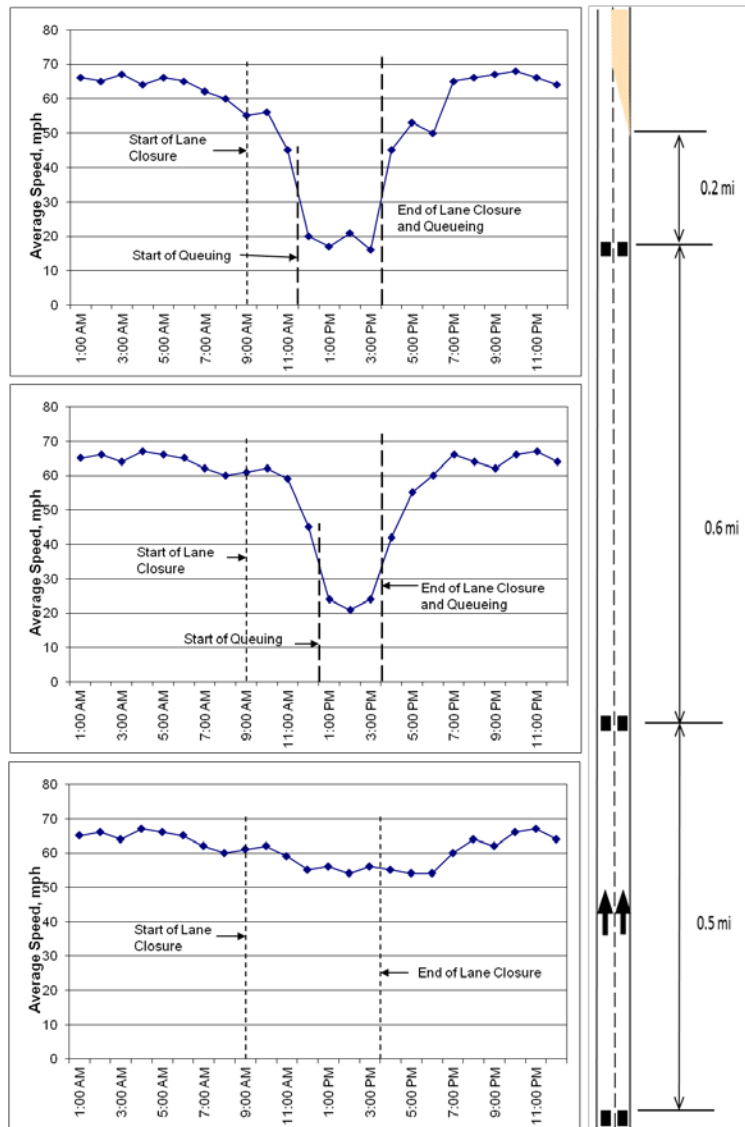 80
70
60
50
40
30
20
10
0
Average Speed, mph
Start of Lane
Closure
Start of Queuing
End of Lane Closure
and Queueing
1:00 AM
3:00 AM
5:00 AM
7:00 AM
9:00 AM
11:00 AM
1:00 PM
3:00 PM
5:00 PM
7:00 PM
9:00 PM
11:00 PM
80
70
60
50
40
30
20
10
0
Average Speed, mph
Start of Lane
Closure
Start of Queuing
End of Lane Closure
and Queueing
1:00 AM
3:00 AM
5:00 AM
7:00 AM
9:00 AM
11:00 AM
1:00 PM
3:00 PM
5:00 PM
7:00 PM
9:00 PM
11:00 PM
80
70
60
50
40
30
20
10
0
Average Speed, mph
Start of Lane
Closure
End of Lane Closure
1:00 AM
3:00 AM
5:00 AM
7:00 AM
9:00 AM
11:00 AM
1:00 PM
3:00 PM
5:00 PM
7:00 PM
9:00 PM
11:00 PM
0.2 mi
0.6 mi
0.5 mi